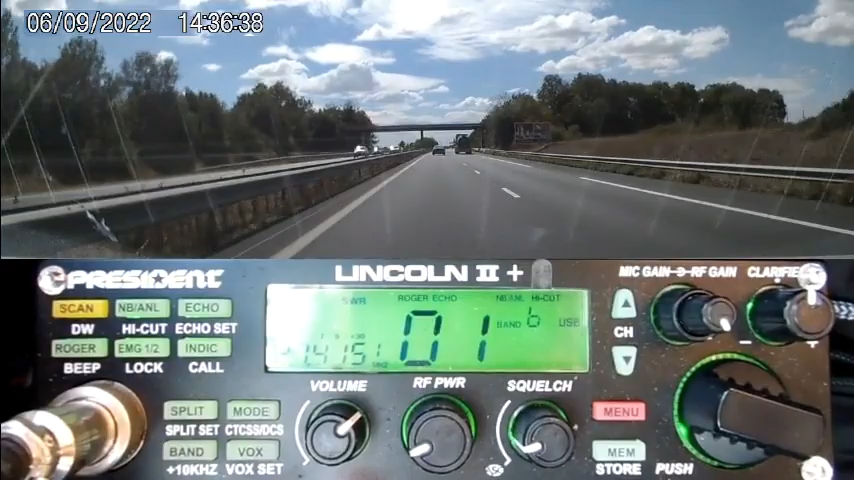 06/09/2022 14:36:38
PRESIDENT LINCOLN II +
MIC GAIN RF GAIN CLARIFIER
SCAN NB/ANL ECHO
DW HI-CUT ECHO SET
ROGER EMG 1/2 INDIC
BEEP LOCK CALL
SWR ROGER ECHO NB/ANL HI-CUT
01 BAND b USB
CH
VOLUME RF PWR SQUELCH
SPLIT MODE
SPLIT SET CTCSS/DCS
BAND VOX
+10KHZ VOX SET
MENU
MEM
STORE PUSH